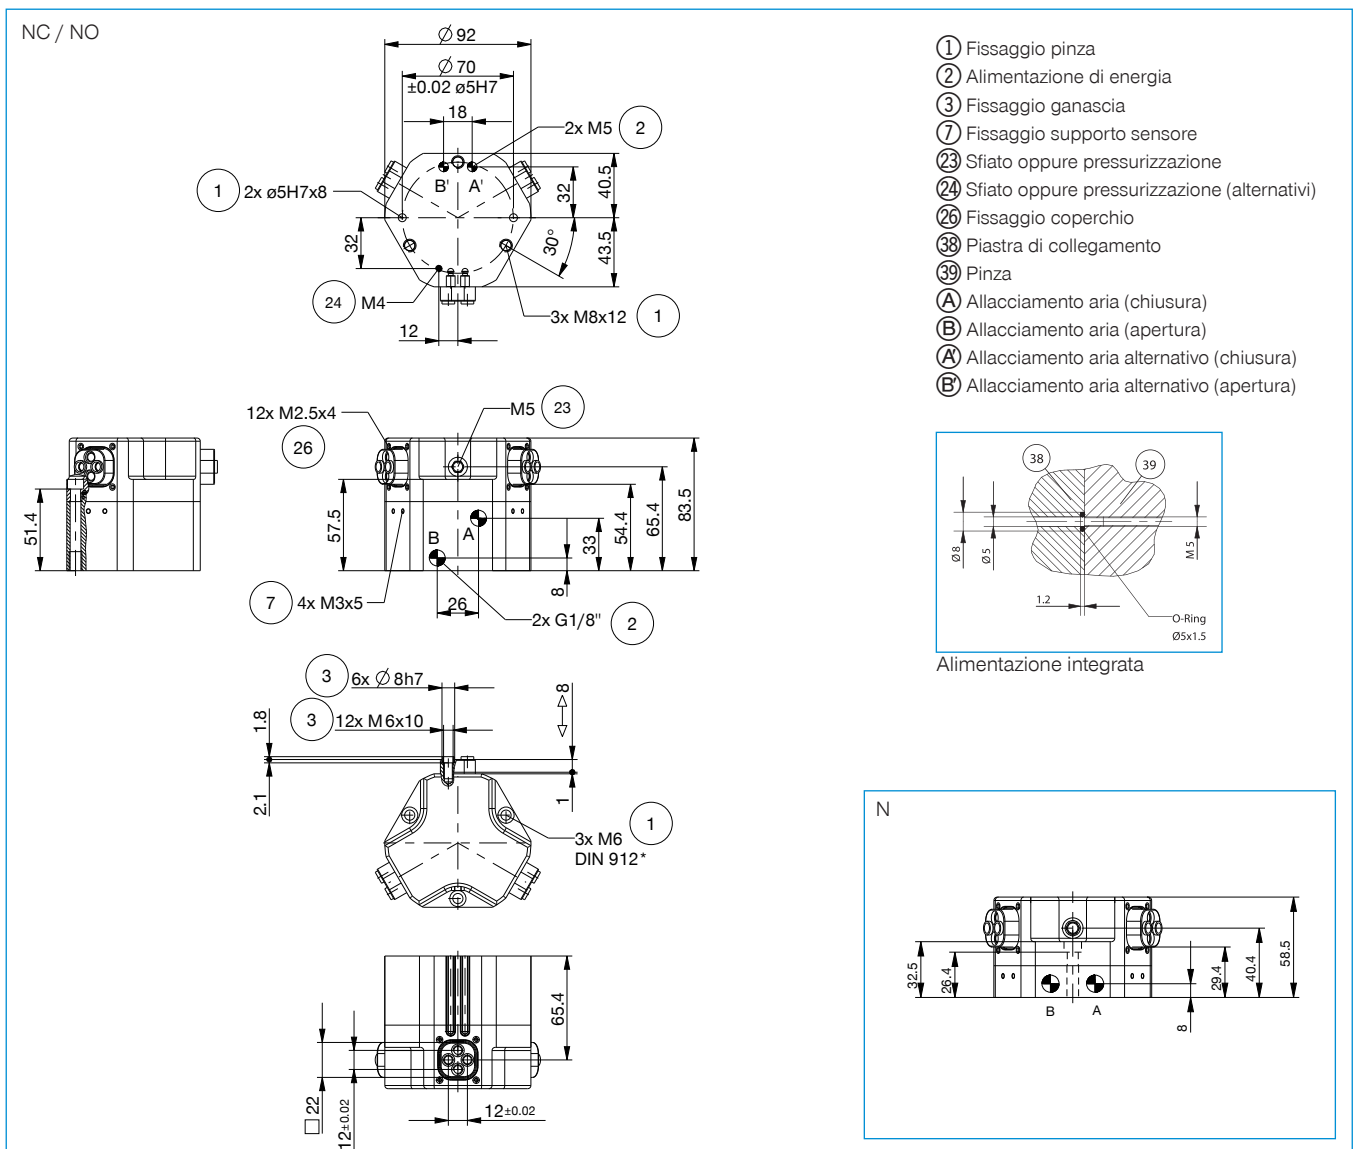 NC / NO
∅ 92
∅ 70
±0.02 ø5H7
18
2x M5 2
B' A'
1 2x ø5H7x8
32
40.5
32
30°
43.5
24 M4
3x M8x12 1
12
1 Fissaggio pinza
2 Alimentazione di energia
3 Fissaggio ganascia
7 Fissaggio supporto sensore
23 Sfiato oppure pressurizzazione
24 Sfiato oppure pressurizzazione (alternativi)
26 Fissaggio coperchio
38 Piastra di collegamento
39 Pinza
A Allacciamento aria (chiusura)
B Allacciamento aria (apertura)
A' Allacciamento aria alternativo (chiusura)
B' Allacciamento aria alternativo (apertura)
12x M2.5x4
26
M5 23
51.4
57.5
B A
33
54.4
65.4
83.5
8
7 4x M3x5
26
2x G1/8" 2
38 39
Ø 8
Ø 5
M 5
1.2
O-Ring
Ø5x1.5
Alimentazione integrata
3 6x ∅ 8h7
3 12x M6x10
1.8
2.1
8
1
1
3x M6
DIN 912*
65.4
□ 22
12±0.02
12±0.02
N
32.5
26.4
B A
8
29.4
40.4
58.5